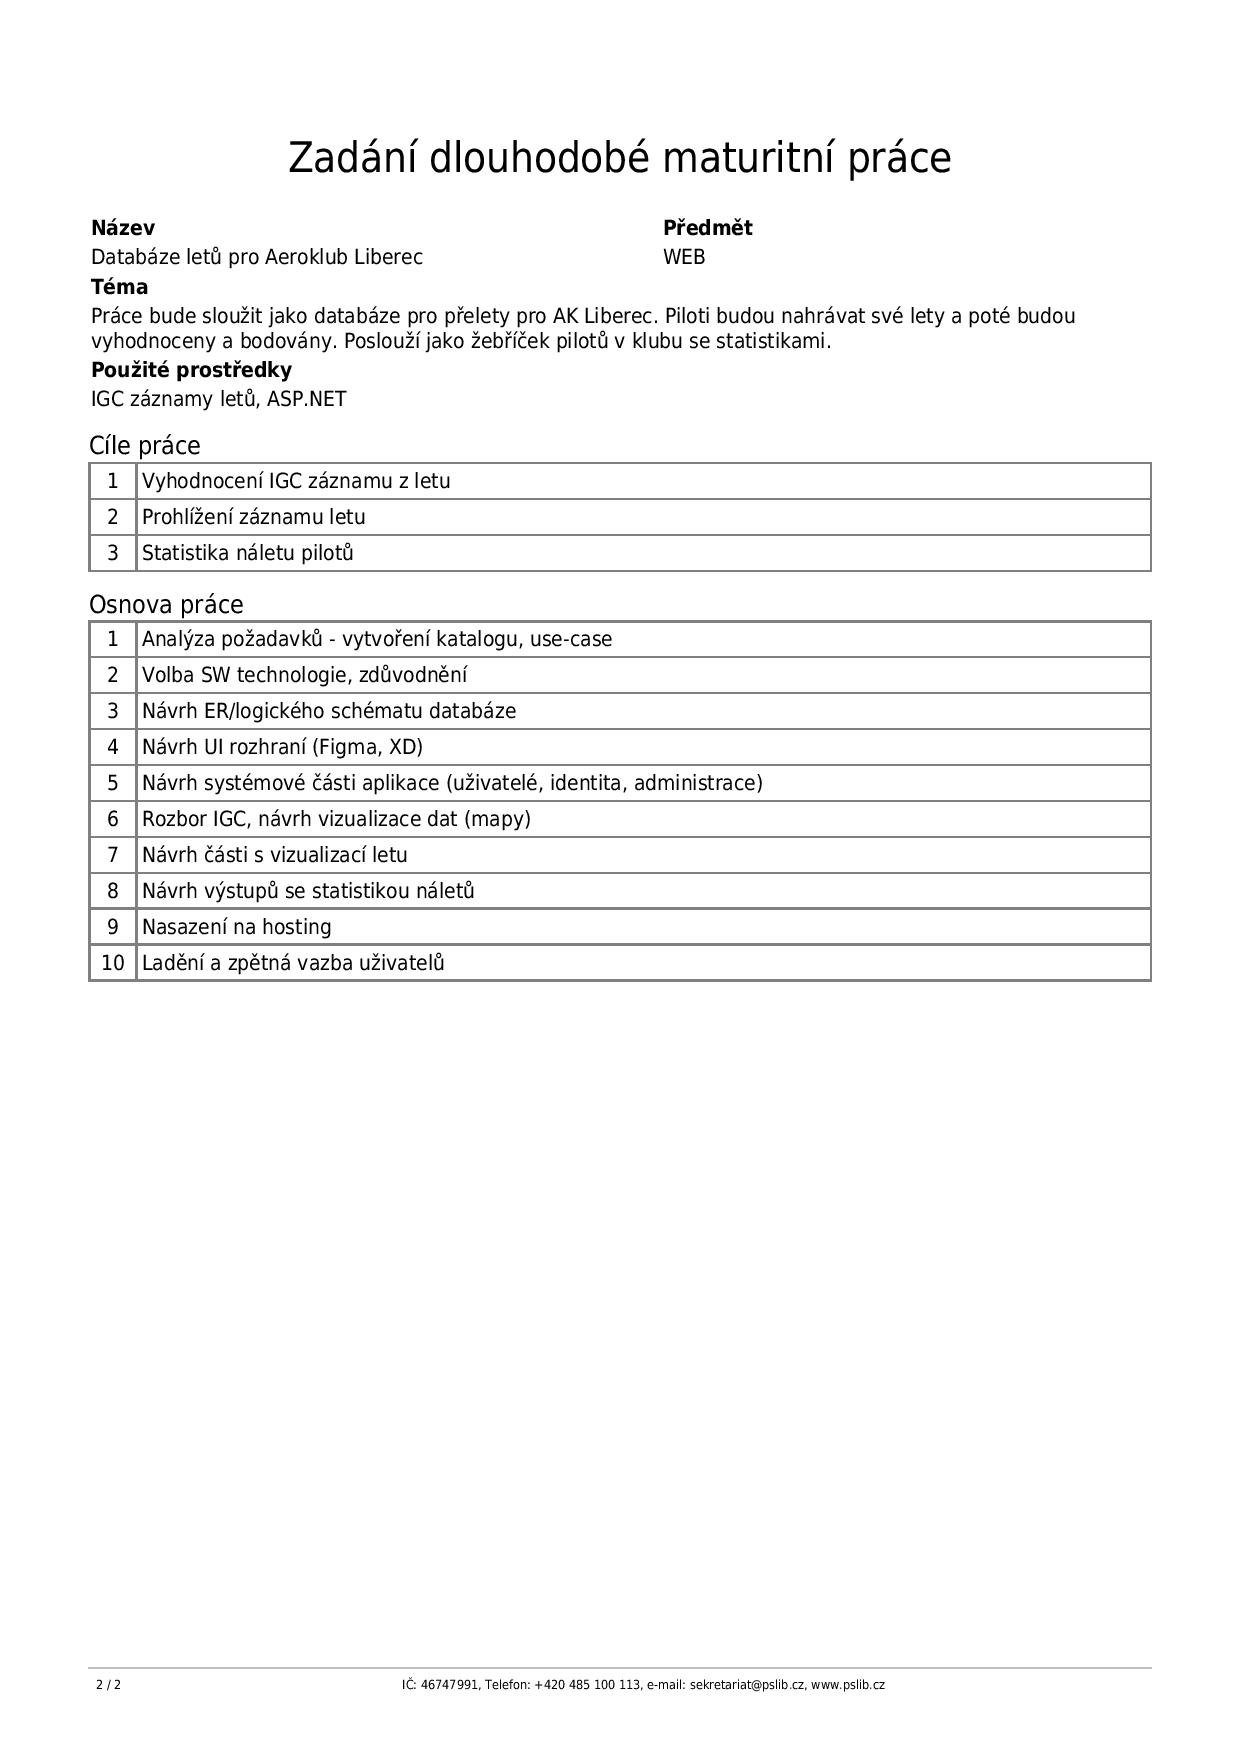 Zadání dlouhodobé maturitní práce
Název Předmět
Databáze letů pro Aeroklub Liberec WEB
Téma
Práce bude sloužit jako databáze pro přelety pro AK Liberec. Piloti budou nahrávat své lety a poté budou
vyhodnoceny a bodovány. Poslouží jako žebříček pilotů v klubu se statistikami.
Použité prostředky
IGC záznamy letů, ASP.NET
Cíle práce
1 Vyhodnocení IGC záznamu z letu
2 Prohlížení záznamu letu
3 Statistika náletu pilotů
Osnova práce
1 Analýza požadavků - vytvoření katalogu, use-case
2 Volba SW technologie, zdůvodnění
3 Návrh ER/logického schématu databáze
4 Návrh UI rozhraní (Figma, XD)
5 Návrh systémové části aplikace (uživatelé, identita, administrace)
6 Rozbor IGC, návrh vizualizace dat (mapy)
7 Návrh části s vizualizací letu
8 Návrh výstupů se statistikou náletů
9 Nasazení na hosting
10 Ladění a zpětná vazba uživatelů
2 / 2 IČ: 46747991, Telefon: +420 485 100 113, e-mail: sekretariat@pslib.cz, www.pslib.cz